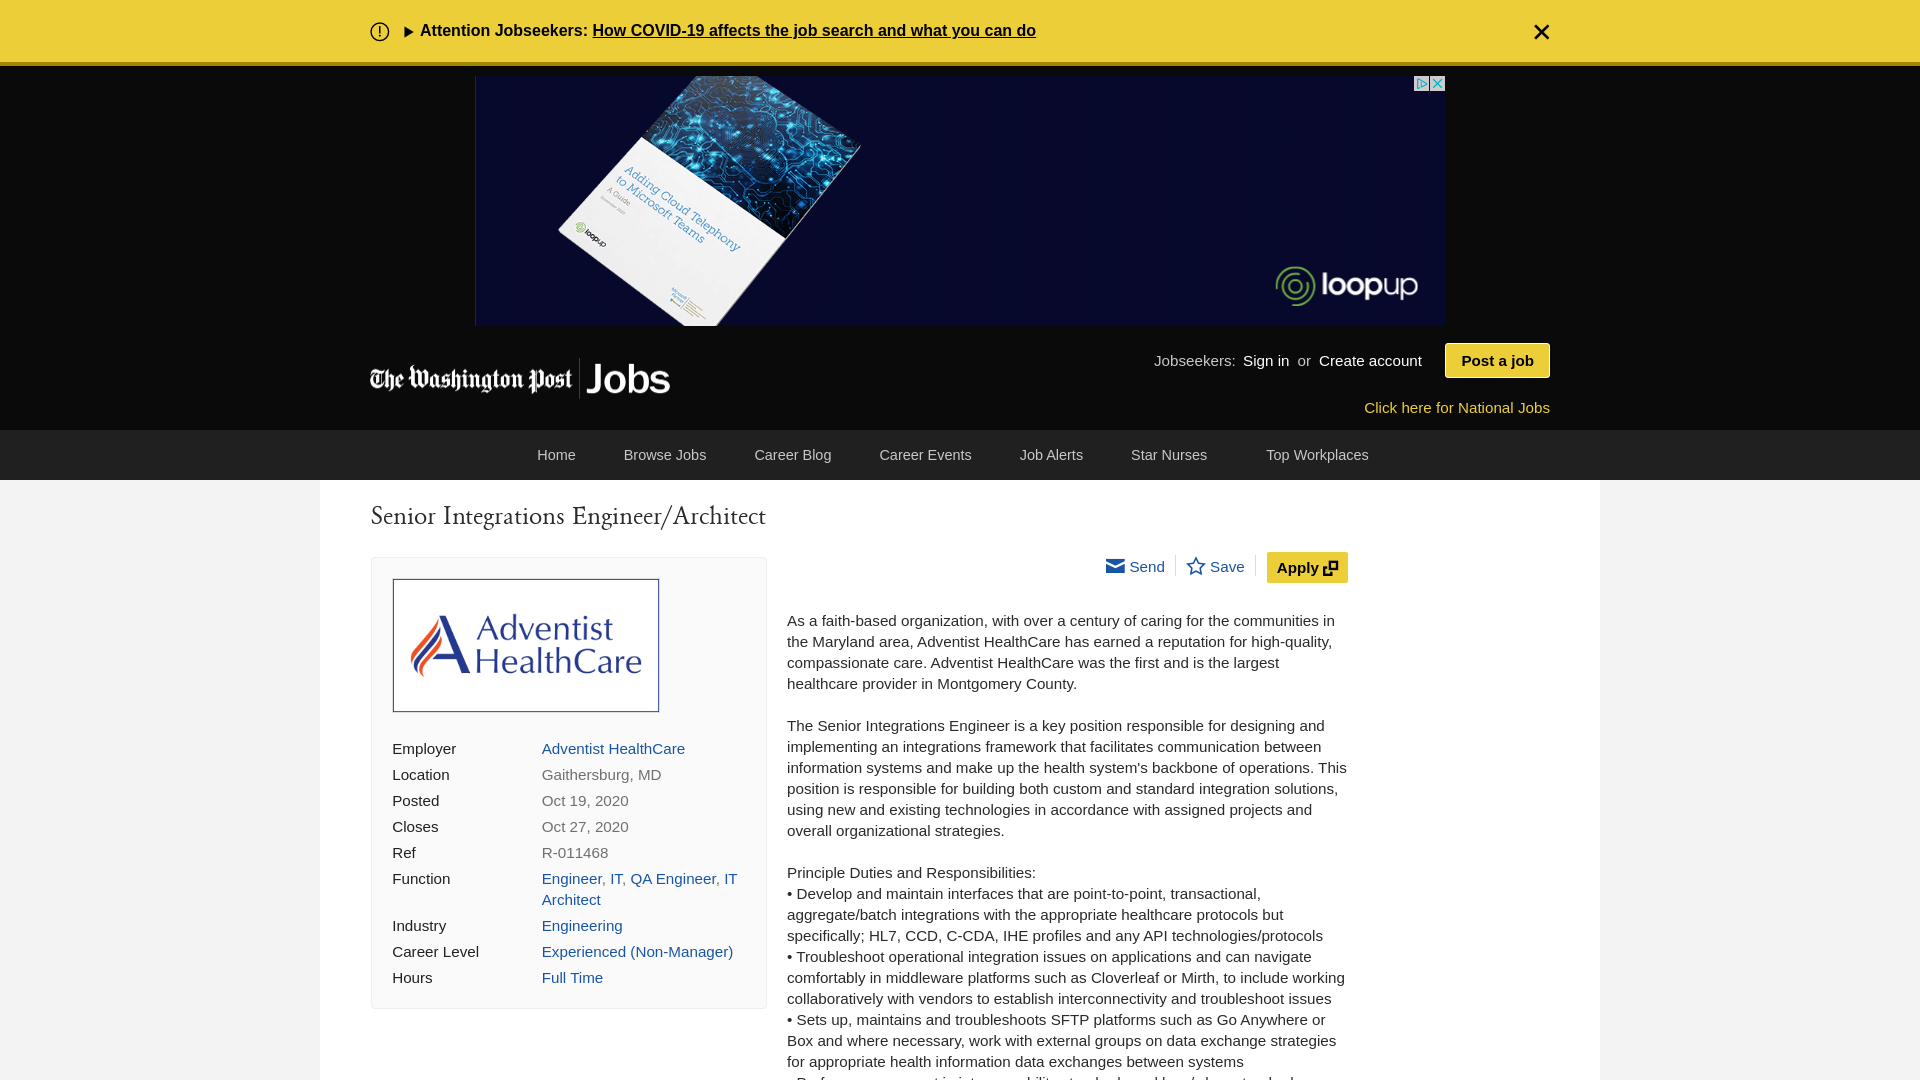 Attention Jobseekers: How COVID-19 affects the job search and what you can do
Adding Cloud Telephony
to Microsoft Teams
A Guide
loopup
loopup
The Washington Post Jobs
Jobseekers: Sign in or Create account
Post a job
Click here for National Jobs
Home Browse Jobs Career Blog Career Events Job Alerts Star Nurses Top Workplaces
Senior Integrations Engineer/Architect
Adventist
HealthCare
Employer Adventist HealthCare
Location Gaithersburg, MD
Posted Oct 19, 2020
Closes Oct 27, 2020
Ref R-011468
Function Engineer, IT, QA Engineer, IT
Architect
Industry Engineering
Career Level Experienced (Non-Manager)
Hours Full Time
Send Save Apply
As a faith-based organization, with over a century of caring for the communities in
the Maryland area, Adventist HealthCare has earned a reputation for high-quality,
compassionate care. Adventist HealthCare was the first and is the largest
healthcare provider in Montgomery County.
The Senior Integrations Engineer is a key position responsible for designing and
implementing an integrations framework that facilitates communication between
information systems and make up the health system's backbone of operations. This
position is responsible for building both custom and standard integration solutions,
using new and existing technologies in accordance with assigned projects and
overall organizational strategies.
Principle Duties and Responsibilities:
• Develop and maintain interfaces that are point-to-point, transactional,
aggregate/batch integrations with the appropriate healthcare protocols but
specifically; HL7, CCD, C-CDA, IHE profiles and any API technologies/protocols
• Troubleshoot operational integration issues on applications and can navigate
comfortably in middleware platforms such as Cloverleaf or Mirth, to include working
collaboratively with vendors to establish interconnectivity and troubleshoot issues
• Sets up, maintains and troubleshoots SFTP platforms such as Go Anywhere or
Box and where necessary, work with external groups on data exchange strategies
for appropriate health information data exchanges between systems